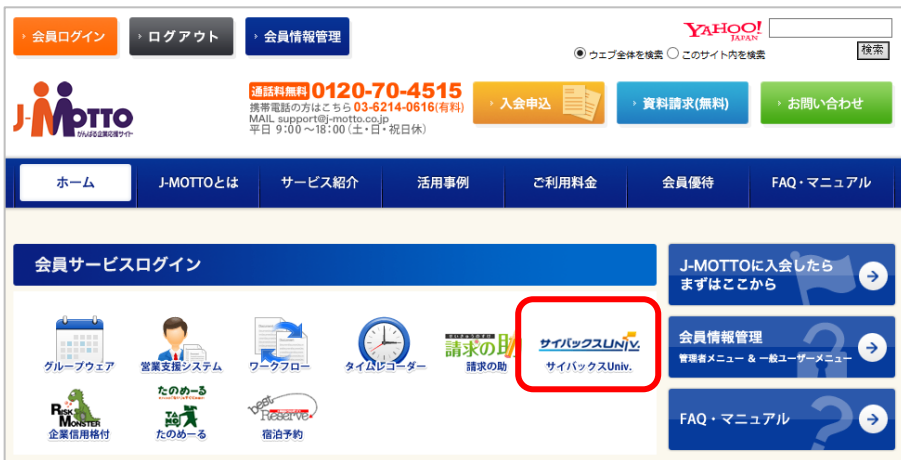 会員ログイン
ログアウト
会員情報管理
YAHOO!
JAPAN
ウェブ全体を検索 このサイト内を検索
検索
J-MOTTO
がんばる企業応援サイト
通話料無料 0120-70-4515
携帯電話の方はこちら 03-6214-0616(有料)
MAIL support@j-motto.co.jp
平日 9:00~18:00 (土・日・祝日休)
入会申込
資料請求(無料)
お問い合わせ
ホーム
J-MOTTOとは
サービス紹介
活用事例
ご利用料金
会員優待
FAQ・マニュアル
会員サービスログイン
グループウェア
営業支援システム
ワークフロー
タイムレコーダー
請求の助
請求の助
サイバックスUNIV.
サイバックスUniv.
RISK MONSTER
企業信用格付
たのめーる
たのめーる
Best Reserve
宿泊予約
J-MOTTOに入会したら
まずはここから
会員情報管理
管理者メニュー & 一般ユーザーメニュー
FAQ・マニュアル